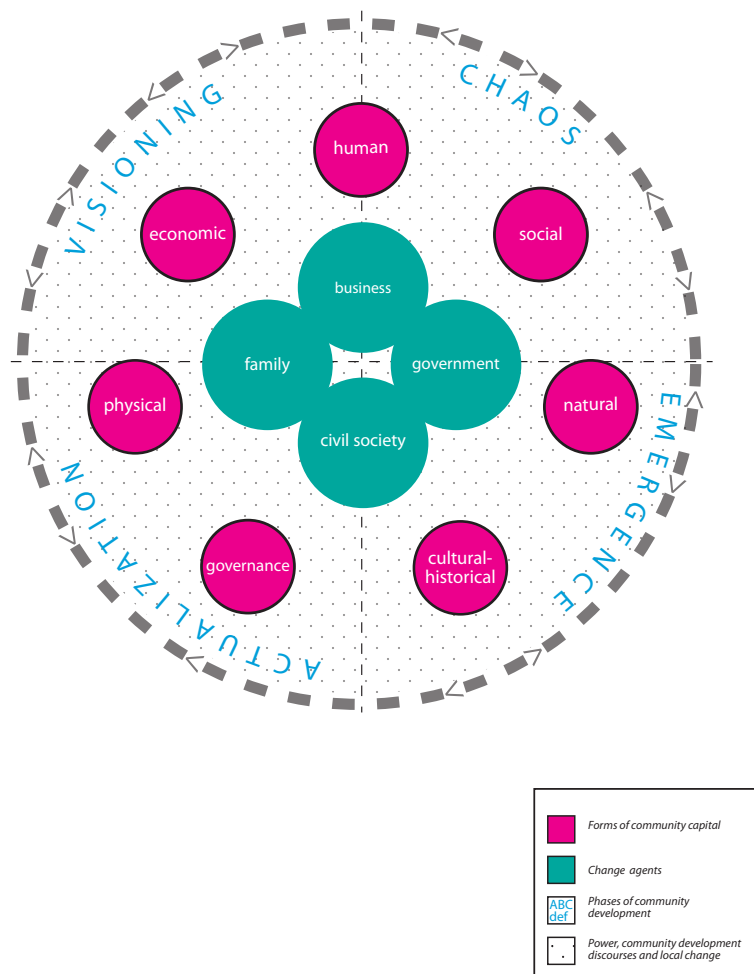 VISIONING
CHAOS
human
economic
social
business
family
government
physical
natural
civil society
EMERGENCE
ACTUALIZATION
governance
cultural-
historical
Forms of community capital
Change agents
ABC
def
Phases of community
development
Power, community development
discourses and local change